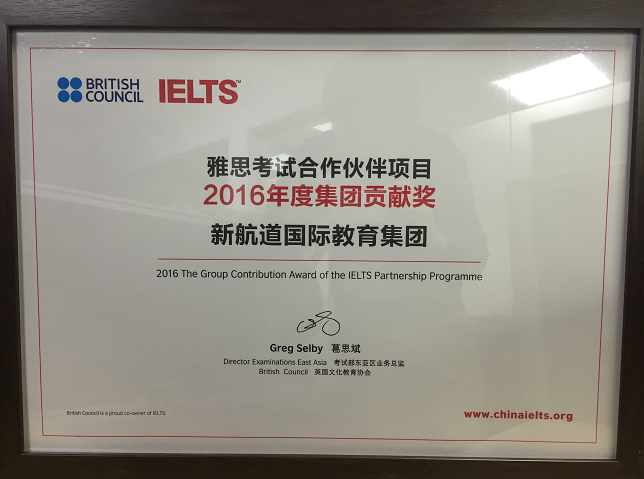 BRITISH
COUNCIL
IELTS™
雅思考试合作伙伴项目
2016年度集团贡献奖
新航道国际教育集团
2016 The Group Contribution Award of the IELTS Partnership Programme
Greg Selby 葛思斌
Director Examinations East Asia 考试部东亚区业务总监
British Council 英国文化教育协会
British Council is a proud co-owner of IELTS.
www.chinaielts.org